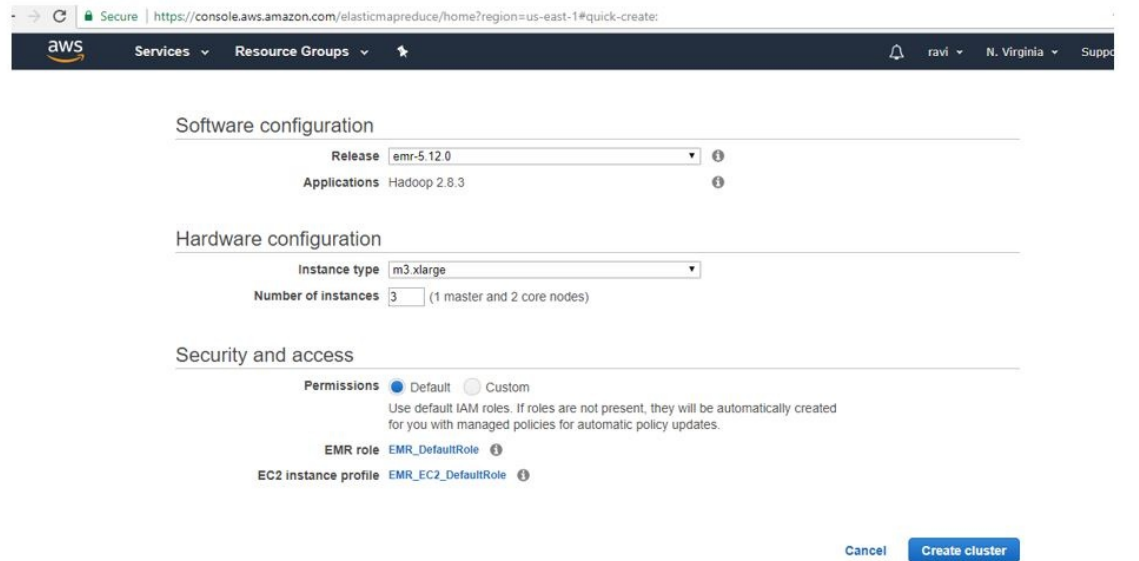 Secure | https://console.aws.amazon.com/elasticmapreduce/home?region=us-east-1#quick-create:
aws Services Resource Groups ravi N. Virginia Suppo
Software configuration
Release emr-5.12.0
Applications Hadoop 2.8.3
Hardware configuration
Instance type m3.xlarge
Number of instances 3 (1 master and 2 core nodes)
Security and access
Permissions Default Custom
Use default IAM roles. If roles are not present, they will be automatically created
for you with managed policies for automatic policy updates.
EMR role EMR_DefaultRole
EC2 instance profile EMR_EC2_DefaultRole
Cancel Create cluster